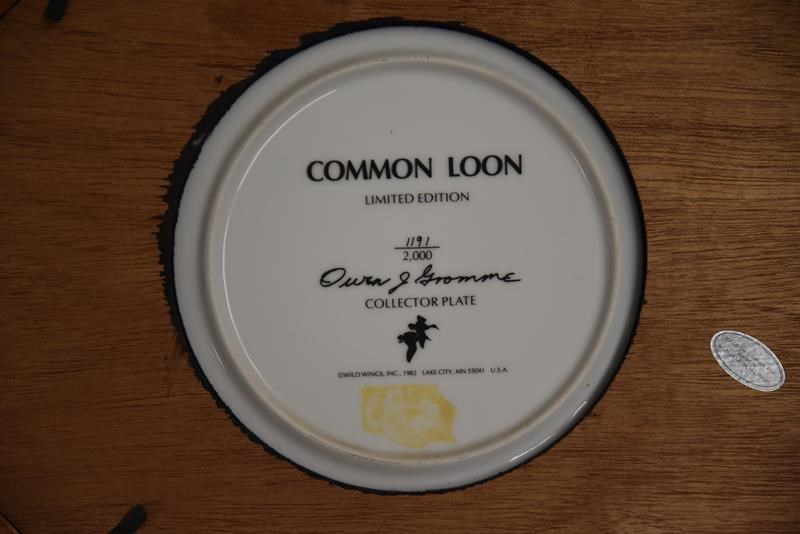 COMMON LOON
LIMITED EDITION
1191
2,000
Owen J Gromme
COLLECTOR PLATE
©WILD WINGS, INC., 1982 LAKE CITY, MN 55041 U.S.A.